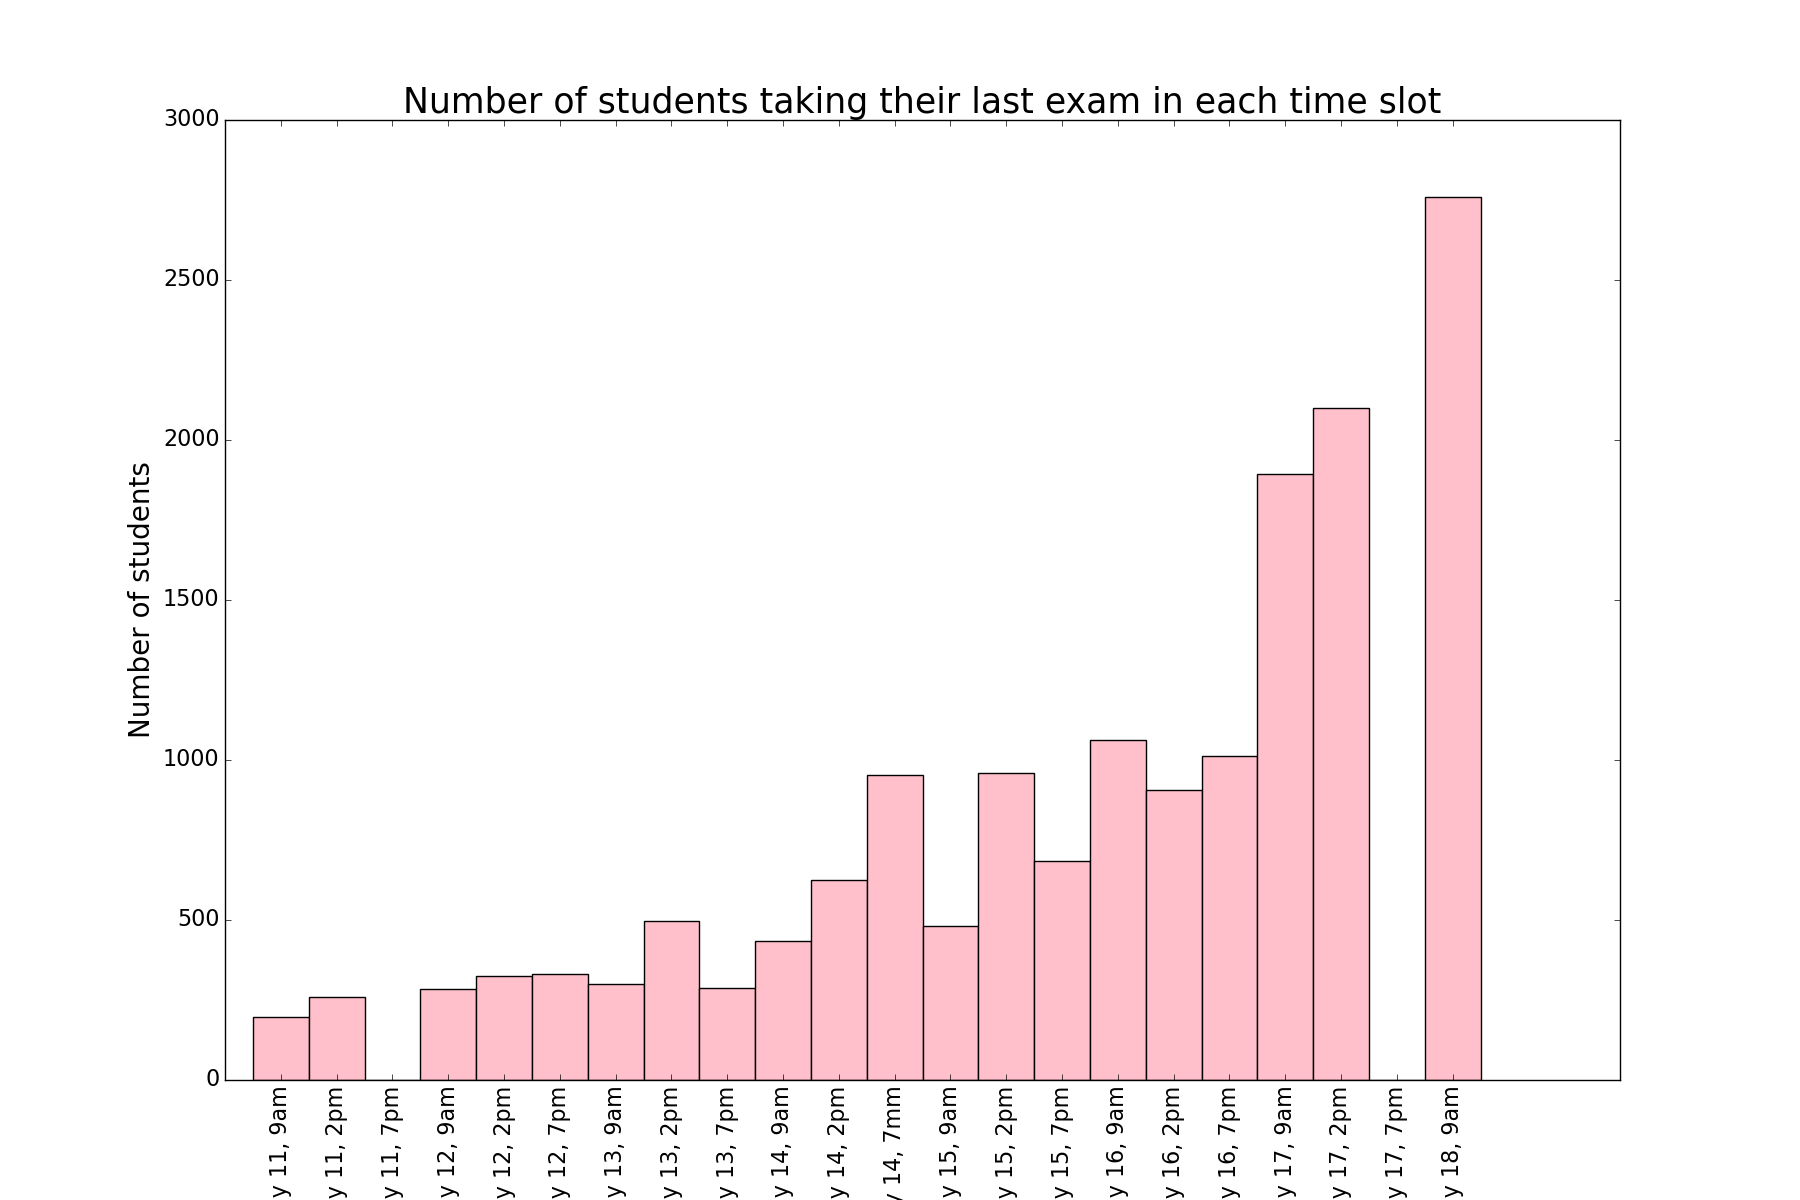 Number of students taking their last exam in each time slot
3000
2500
2000
1500
1000
500
0
Number of students
y 11, 9am
y 11, 2pm
y 11, 7pm
y 12, 9am
y 12, 2pm
y 12, 7pm
y 13, 9am
y 13, 2pm
y 13, 7pm
y 14, 9am
y 14, 2pm
y 14, 7mm
y 15, 9am
y 15, 2pm
y 15, 7pm
y 16, 9am
y 16, 2pm
y 16, 7pm
y 17, 9am
y 17, 2pm
y 17, 7pm
y 18, 9am